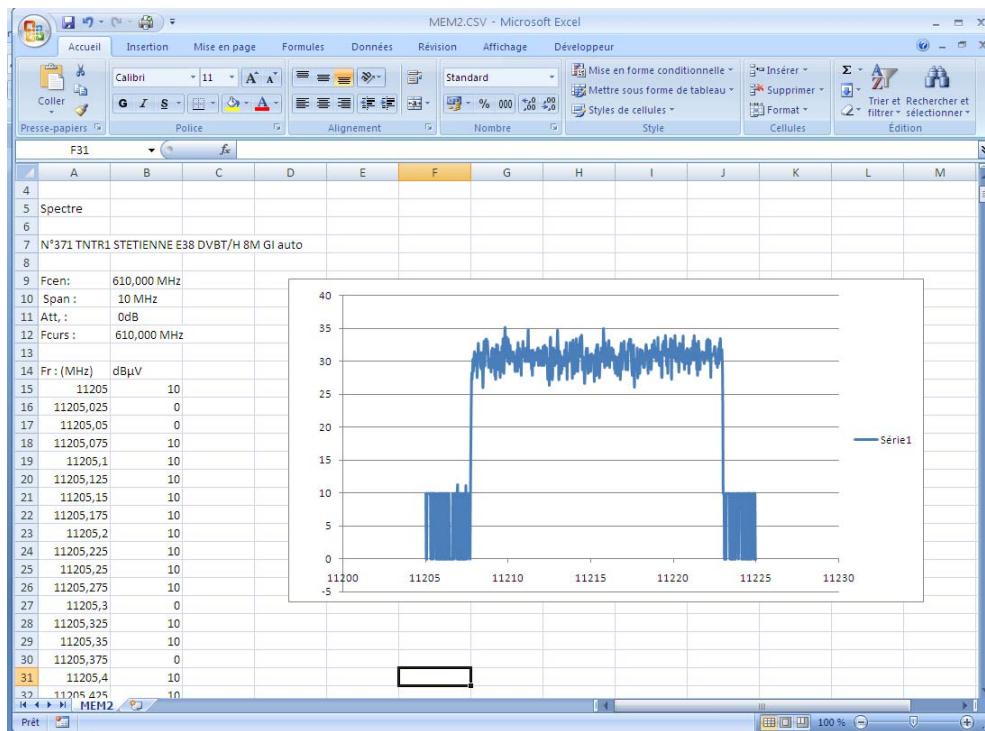 MEM2.CSV - Microsoft Excel
Accueil Insertion Mise en page Formules Données Révision Affichage Développeur
Coller
Presse-papiers
Calibri 11
G I S
Police
Alignement
Standard
% 000
Nombre
Mise en forme conditionnelle
Mettre sous forme de tableau
Styles de cellules
Style
Insérer
Supprimer
Format
Cellules
Trier et filtrer
Rechercher et sélectionner
Édition
F31 fx
A B C D E F G H I J K L M
4
5 Spectre
6
7 N°371 TNTR1 STETIENNE E38 DVBT/H 8M GI auto
8
9 Fcen: 610,000 MHz
10 Span : 10 MHz
11 Att, : 0dB
12 Fcurs : 610,000 MHz
13
14 Fr : (MHz) dBµV
15 11205 10
16 11205,025 0
17 11205,05 0
18 11205,075 10
19 11205,1 10
20 11205,125 10
21 11205,15 10
22 11205,175 10
23 11205,2 10
24 11205,225 10
25 11205,25 10
26 11205,275 10
27 11205,3 0
28 11205,325 10
29 11205,35 10
30 11205,375 0
31 11205,4 10
32 11205,425 10
40
35
30
25
20
15
10
5
0
-5
11200 11205 11210 11215 11220 11225 11230
Série1
MEM2
Prêt 100 %